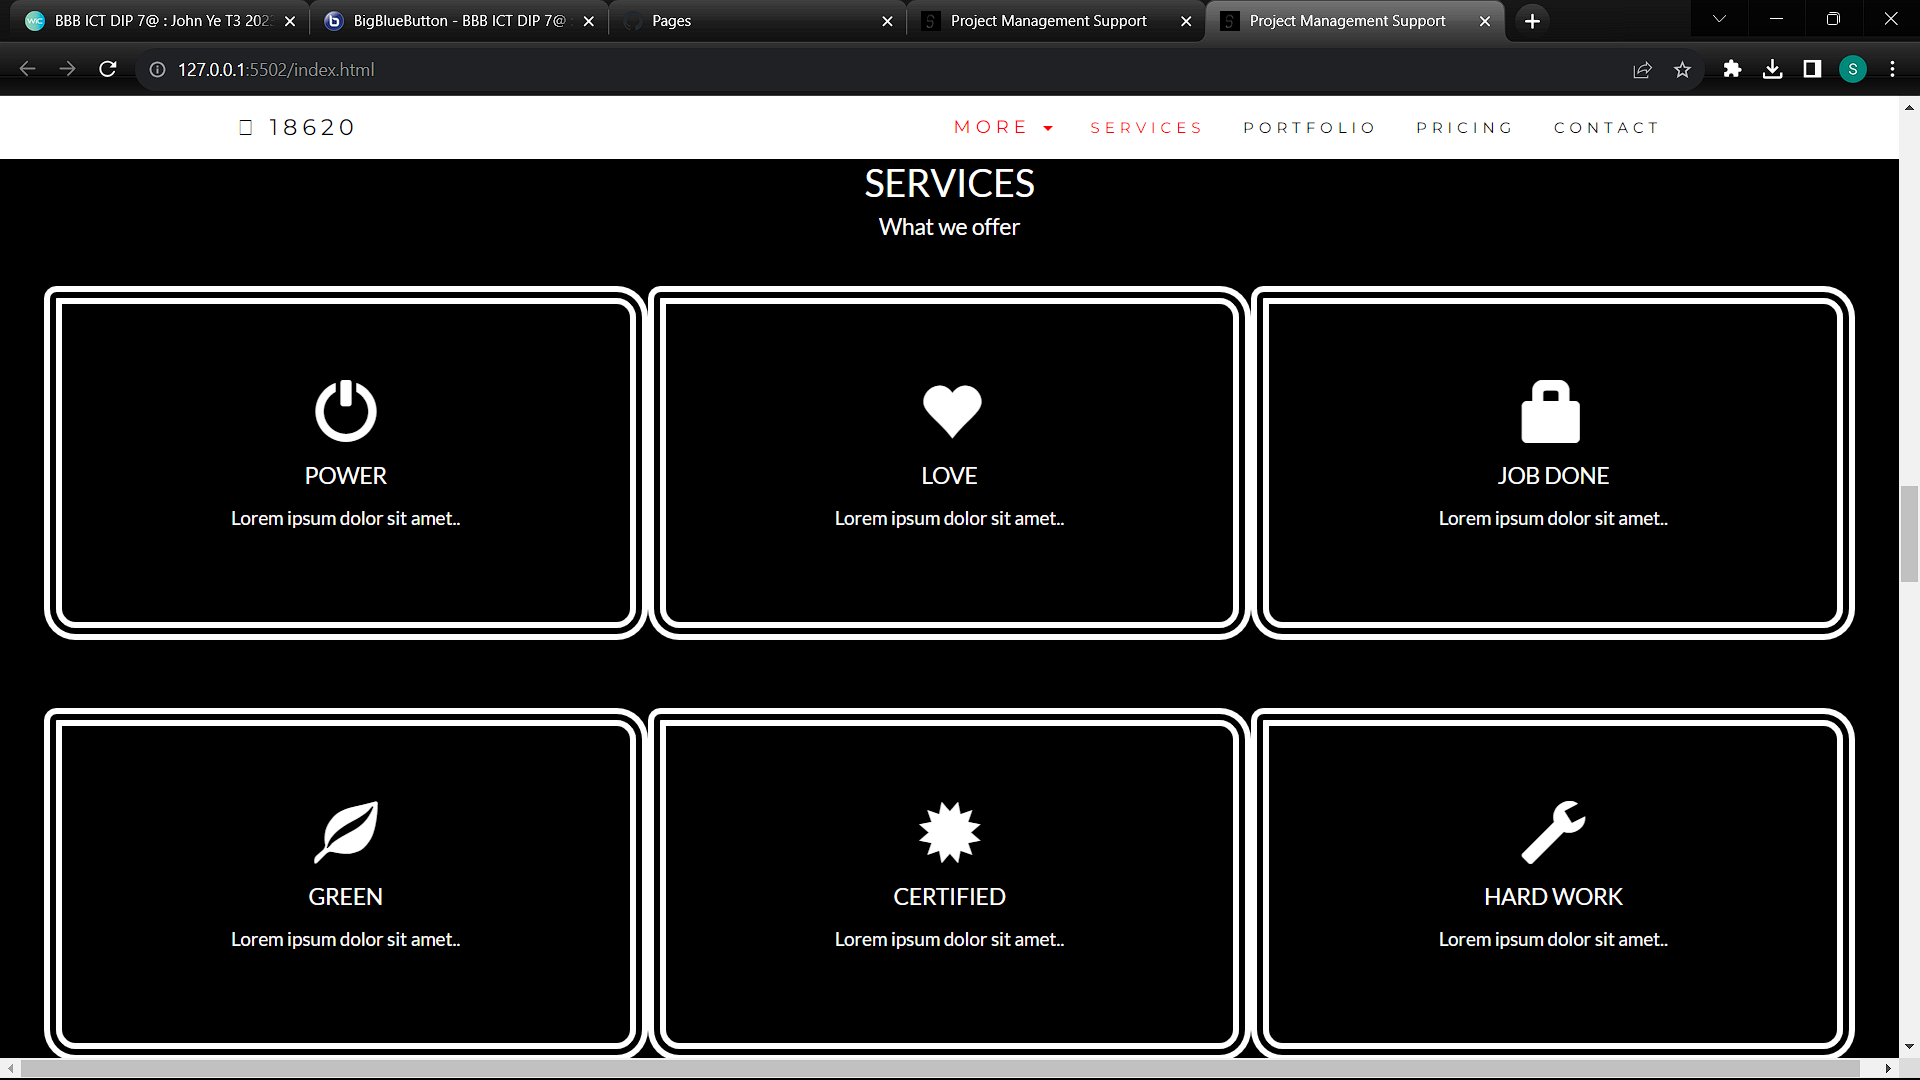 BBB ICT DIP 7@ : John Ye T3 202
BigBlueButton - BBB ICT DIP 7@
Pages
Project Management Support
Project Management Support
127.0.0.1:5502/index.html
S
18620
MORE
SERVICES
PORTFOLIO
PRICING
CONTACT
SERVICES
What we offer
POWER
LOVE
JOB DONE
Lorem ipsum dolor sit amet..
Lorem ipsum dolor sit amet..
Lorem ipsum dolor sit amet..
GREEN
CERTIFIED
HARD WORK
Lorem ipsum dolor sit amet..
Lorem ipsum dolor sit amet..
Lorem ipsum dolor sit amet..